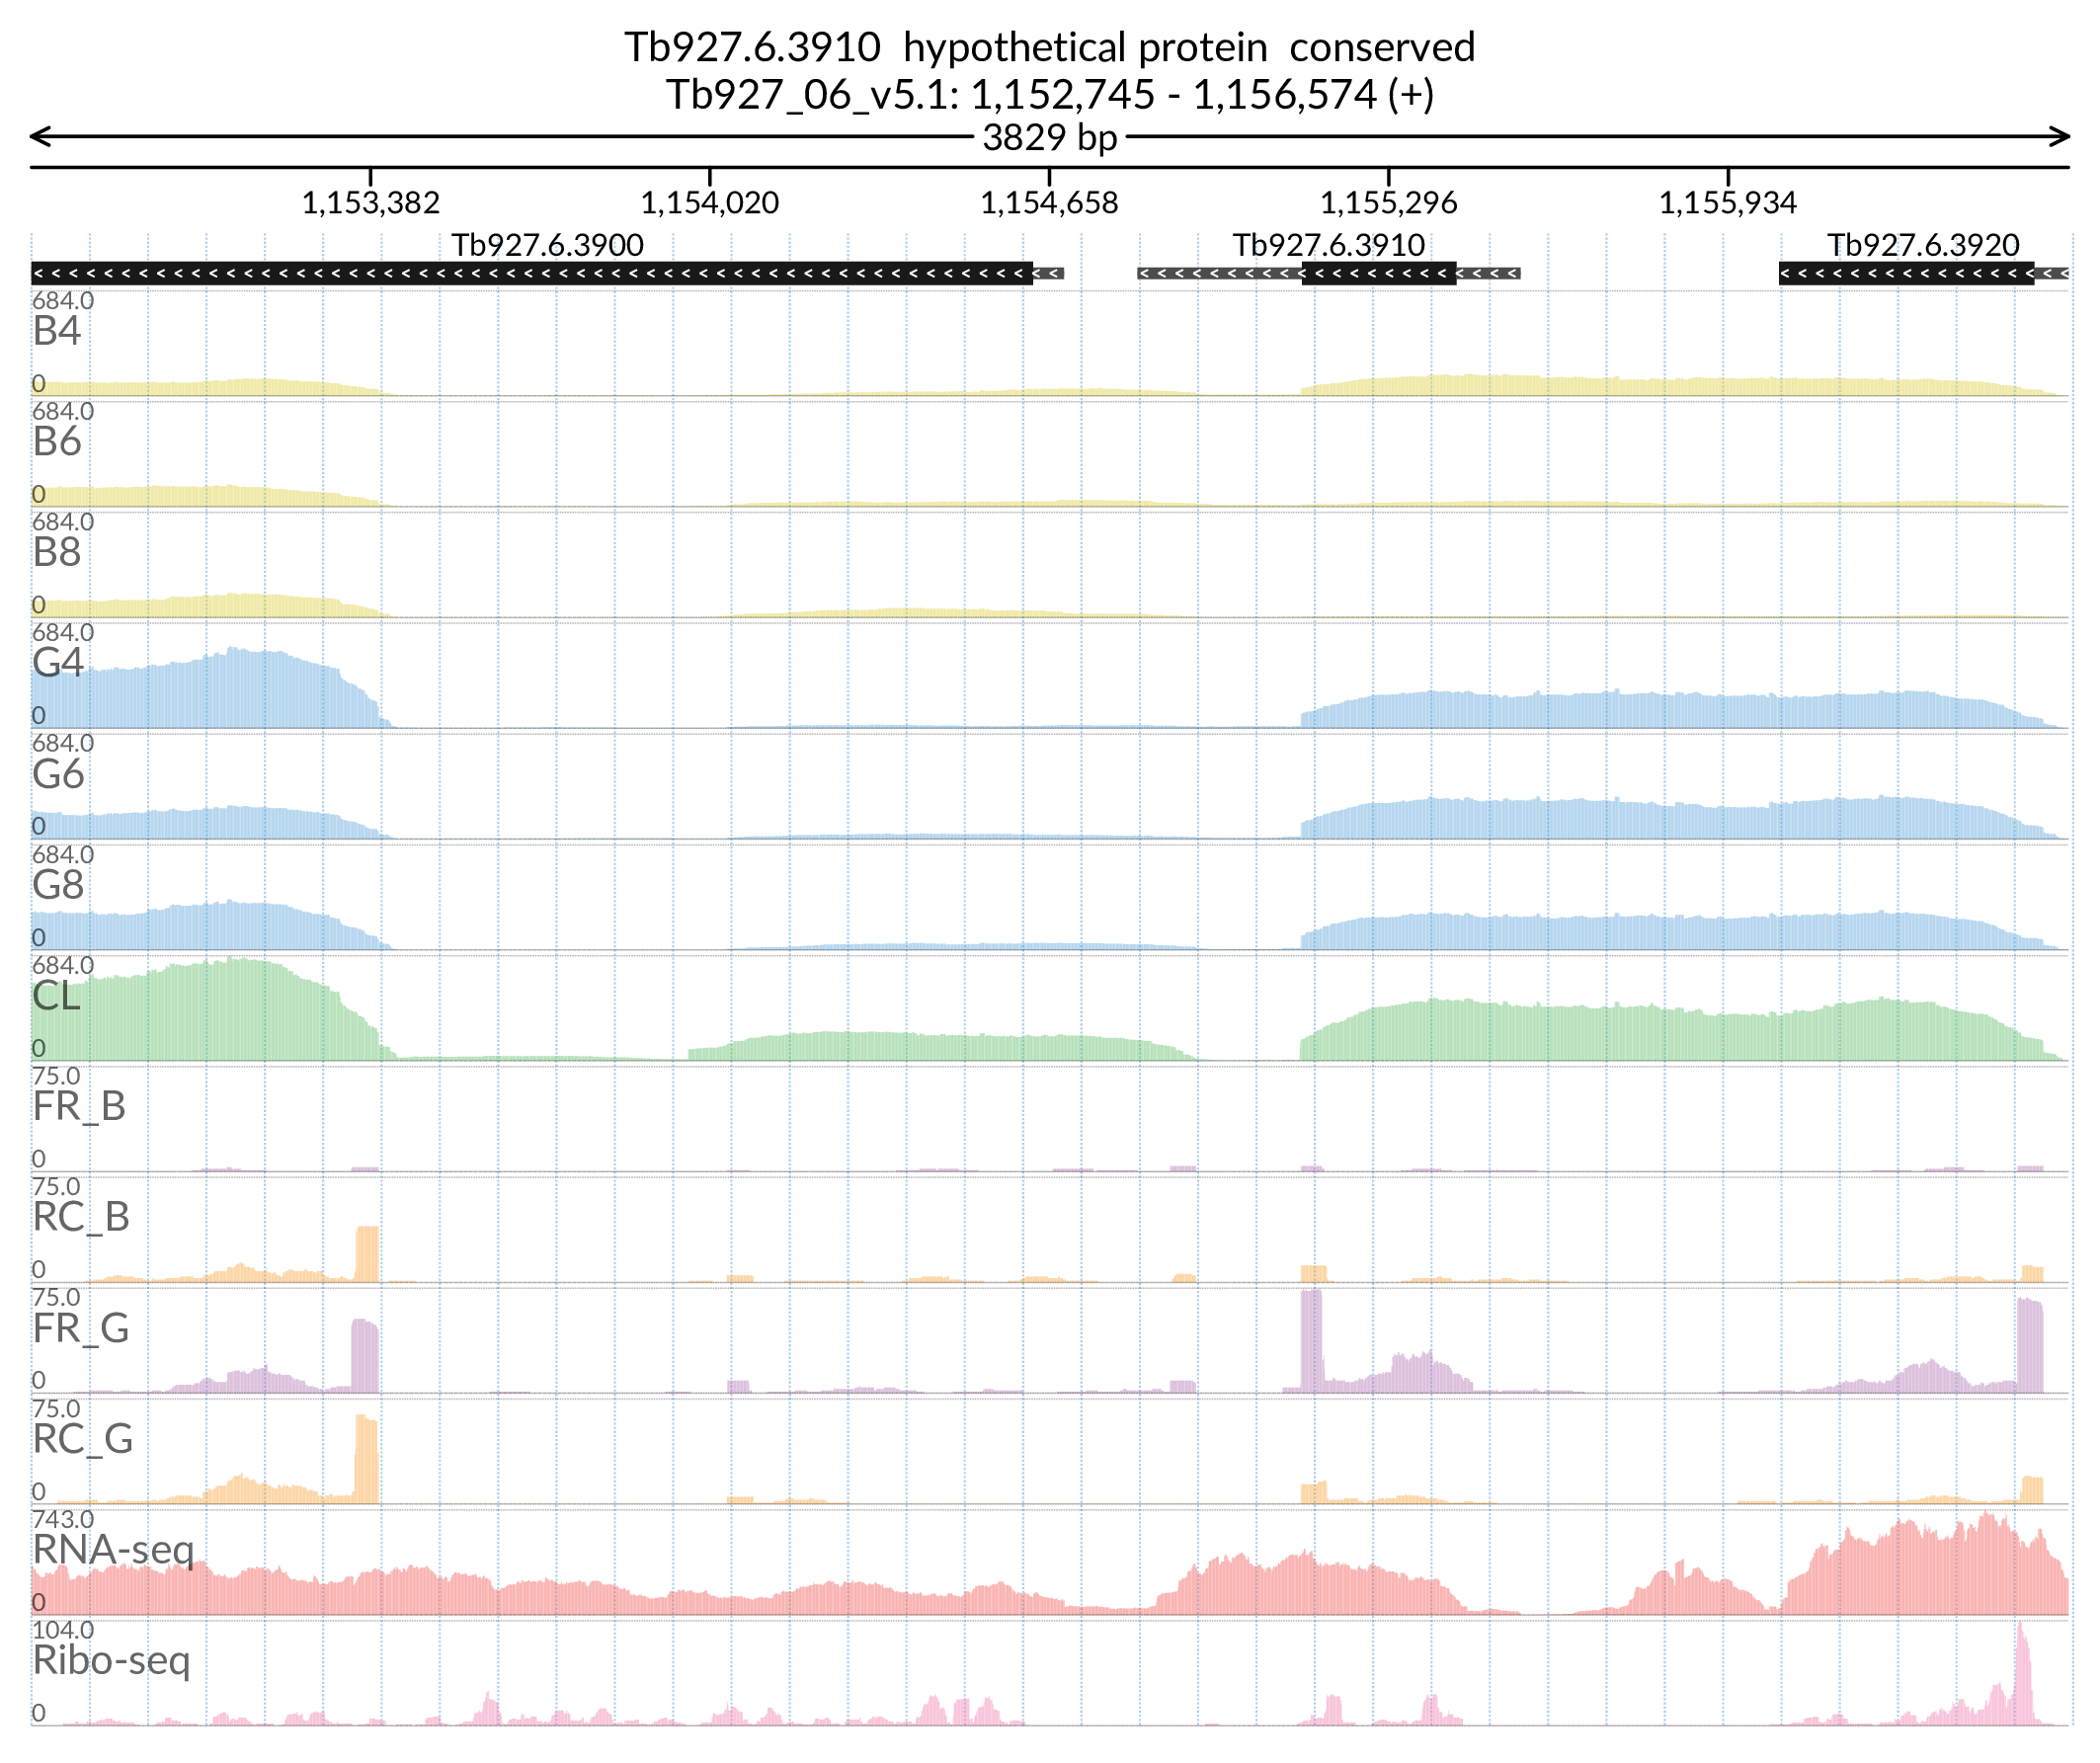 Tb927.6.3910 hypothetical protein conserved
Tb927_06_v5.1: 1,152,745 - 1,156,574 (+)
3829 bp
1,153,382 1,154,020 1,154,658 1,155,296 1,155,934
Tb927.6.3900 Tb927.6.3910 Tb927.6.3920
684.0
B4
0
684.0
B6
0
684.0
B8
0
684.0
G4
0
684.0
G6
0
684.0
G8
0
684.0
CL
0
75.0
FR_B
0
75.0
RC_B
0
75.0
FR_G
0
75.0
RC_G
0
743.0
RNA-seq
0
104.0
Ribo-seq
0